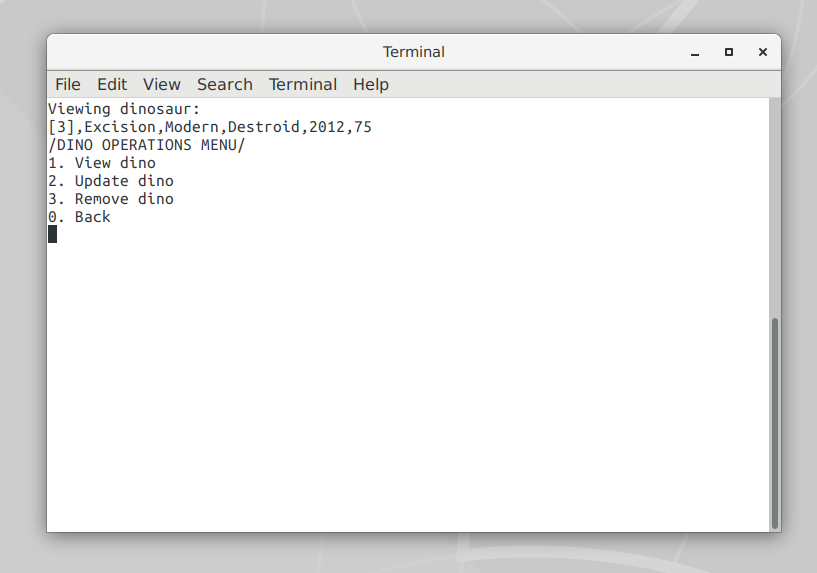 Terminal
File Edit View Search Terminal Help
Viewing dinosaur:
[3],Excision,Modern,Destroid,2012,75
/DINO OPERATIONS MENU/
1. View dino
2. Update dino
3. Remove dino
0. Back